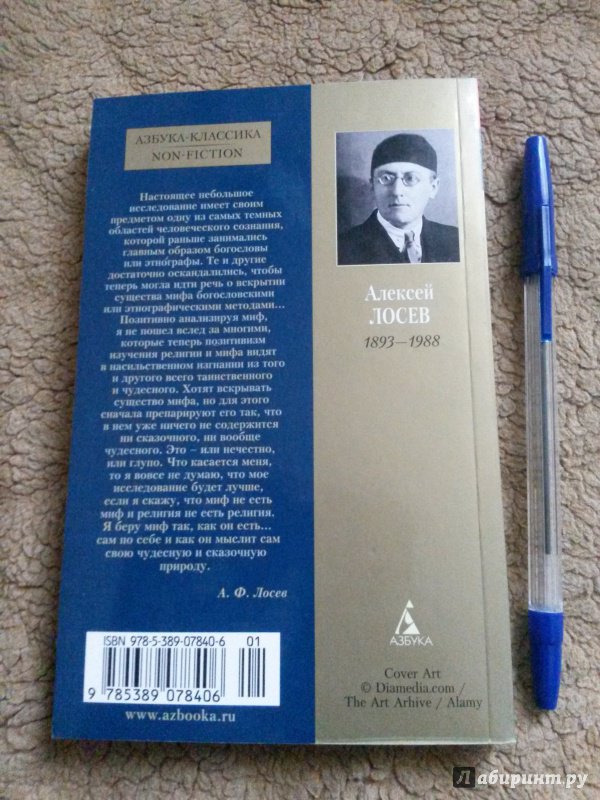 АЗБУКА-КЛАССИКА
NON-FICTION
Настоящее небольшое
исследование имеет своим
предметом одну из самых темных
областей человеческого сознания,
которой раньше занимались
главным образом богословы
или этнографы. Те и другие
достаточно оскандалились, чтобы
теперь могла идти речь о вскрытии
существа мифа богословскими
или этнографическими методами...
Позитивно анализируя миф,
я не пошел вслед за многими,
которые теперь позитивизм
изучения религии и мифа видят
в насильственном изгнании из того
и другого всего таинственного
и чудесного. Хотят вскрывать
существо мифа, но для этого
сначала препарируют его так, что
в нем уже ничего не содержится
ни сказочного, ни вообще
чудесного. Это – или нечестно,
или глупо. Что касается меня,
то я вовсе не думаю, что мое
исследование будет лучше,
если я скажу, что миф не есть
миф и религия не есть религия.
Я беру миф так, как он есть...
сам по себе и как он мыслит сам
свою чудесную и сказочную
природу.
А. Ф. Лосев
ISBN 978-5-389-07840-6
01
9 785389 078406
www.azbooka.ru
Алексей
ЛОСЕВ
1893—1988
АЗБУКА
Cover Art
© Diamedia.com /
The Art Arhive / Alamy
Лабиринт.ру